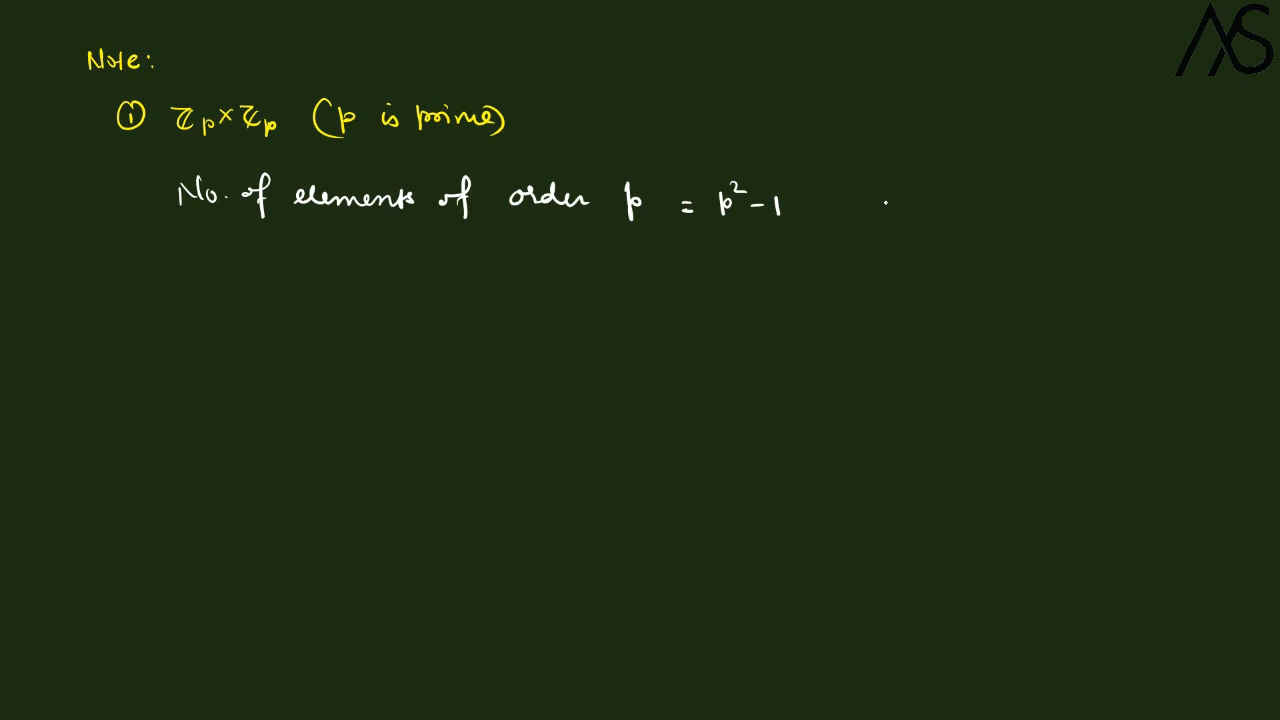 Note:
① ℤₚ × ℤₚ (p is prime)
No. of elements of order p = p² - 1